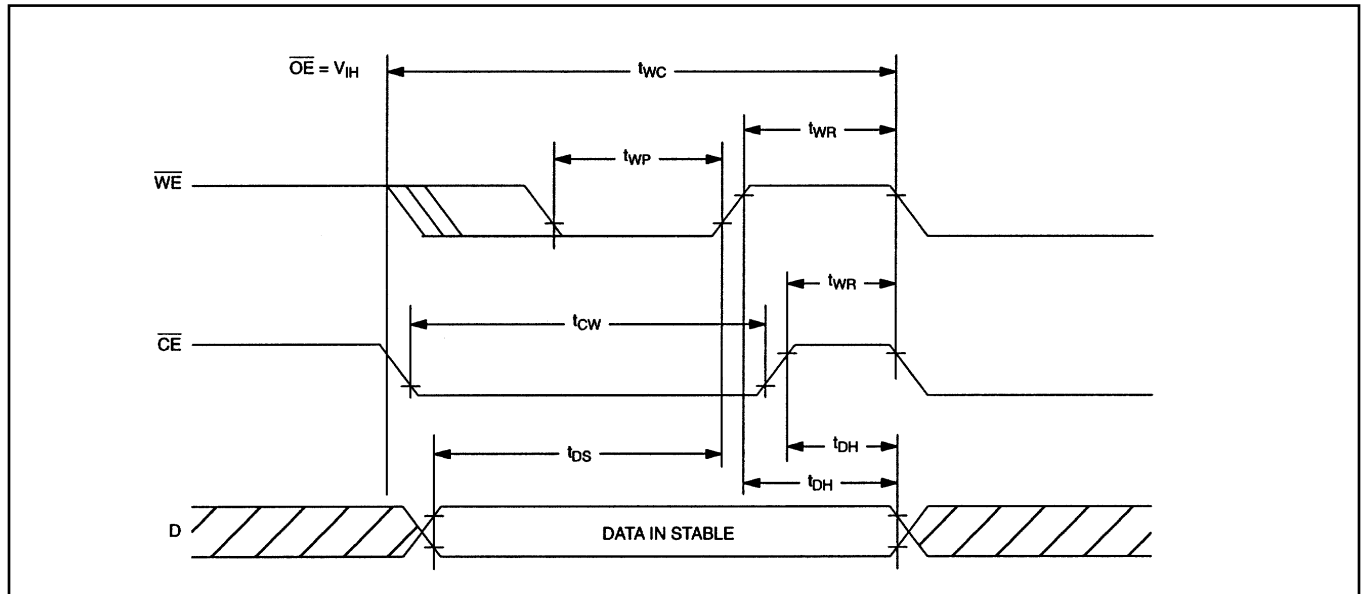 OE = VIH
tWC
tWR
tWP
WE
tWR
tCW
CE
tDH
tDS
tDH
D
DATA IN STABLE